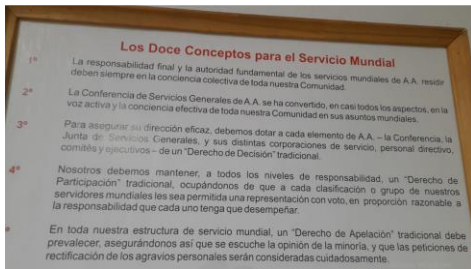 Los Doce Conceptos para el Servicio Mundial
1º La responsabilidad final y la autoridad fundamental de los servicios mundiales de A.A. residir
deben siempre en la conciencia colectiva de toda nuestra Comunidad.
2º La Conferencia de Servicios Generales de A.A. se ha convertido, en casi todos los aspectos, en la
voz activa y la conciencia efectiva de toda nuestra Comunidad en sus asuntos mundiales.
3º Para asegurar su dirección eficaz, debemos dotar a cada elemento de A.A. – la Conferencia, la
Junta de Servicios Generales, y sus distintas corporaciones de servicio, personal directivo,
comités y ejecutivos – de un "Derecho de Decisión" tradicional.
4º Nosotros debemos mantener, a todos los niveles de responsabilidad, un "Derecho de
Participación" tradicional, ocupándonos de que a cada clasificación o grupo de nuestros
servidores mundiales les sea permitida una representación con voto, en proporción razonable a
la responsabilidad que cada uno tenga que desempeñar.
En toda nuestra estructura de servicio mundial, un "Derecho de Apelación" tradicional debe
prevalecer, asegurándonos así que se escuche la opinión de la minoría, y que las peticiones de
rectificación de los agravios personales serán consideradas cuidadosamente.